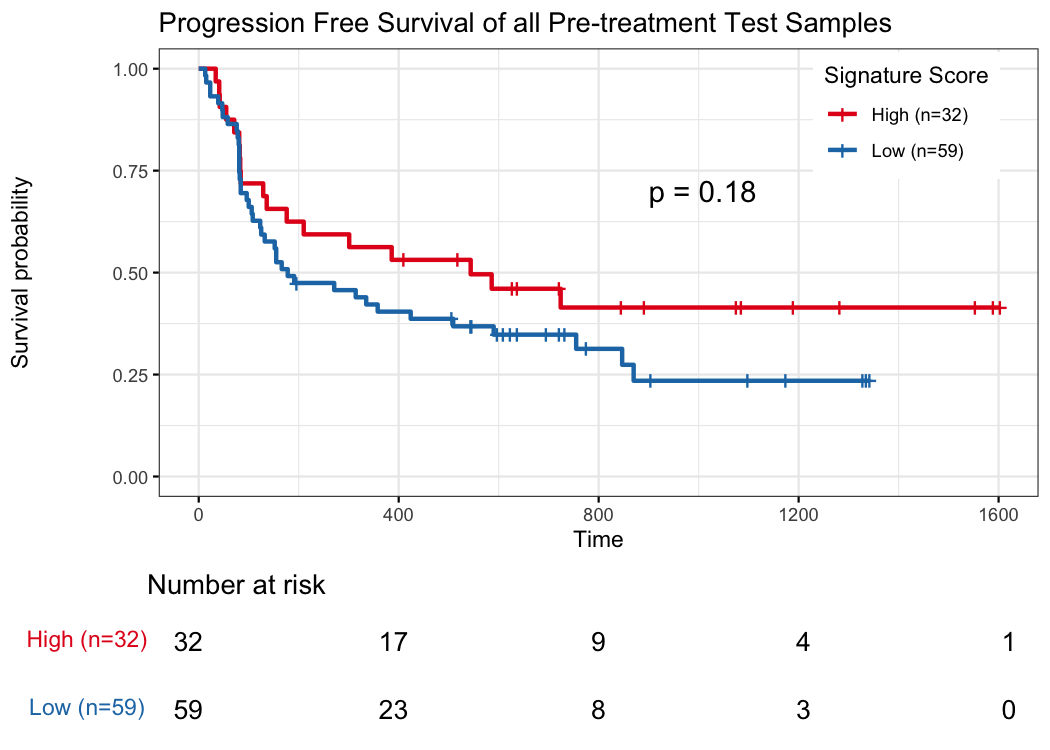 Progression Free Survival of all Pre-treatment Test Samples
Survival probability
1.00
0.75
0.50
0.25
0.00
Signature Score
High (n=32)
Low (n=59)
p = 0.18
0 400 800 1200 1600
Time
Number at risk
High (n=32) 32 17 9 4 1
Low (n=59) 59 23 8 3 0